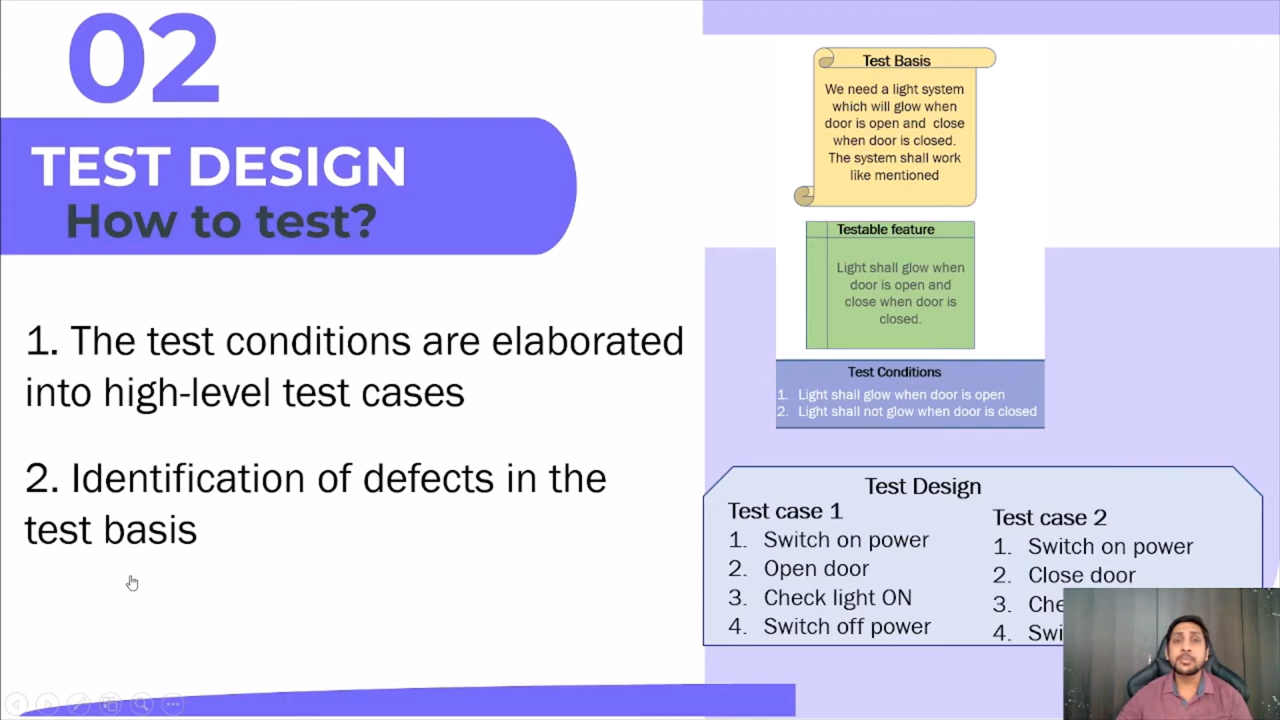 02
TEST DESIGN
How to test?
1. The test conditions are elaborated
into high-level test cases
2. Identification of defects in the
test basis
Test Basis
We need a light system
which will glow when
door is open and close
when door is closed.
The system shall work
like mentioned
Testable feature
Light shall glow when
door is open and
close when door is
closed.
Test Conditions
1. Light shall glow when door is open
2. Light shall not glow when door is closed
Test Design
Test case 1
1. Switch on power
2. Open door
3. Check light ON
4. Switch off power
Test case 2
1. Switch on power
2. Close door
3. Che
4. Swi